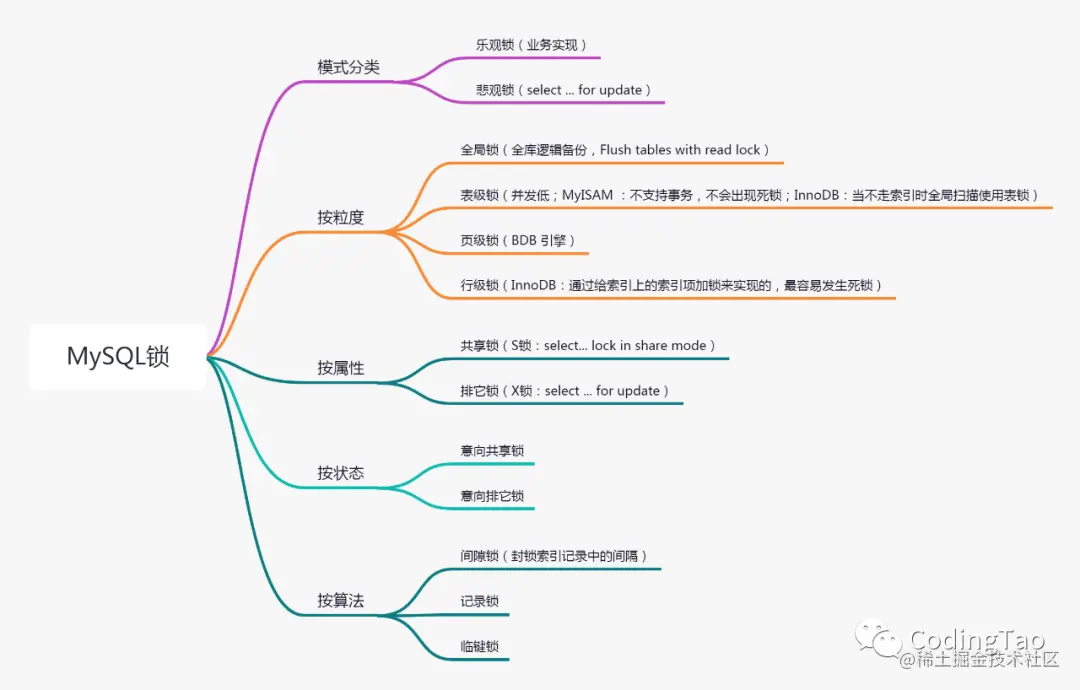 MySQL锁
模式分类
乐观锁（业务实现）
悲观锁（select ... for update）
按粒度
全局锁（全库逻辑备份，Flush tables with read lock）
表级锁（并发低；MyISAM ：不支持事务，不会出现死锁；InnoDB：当不走索引时全局扫描使用表锁）
页级锁（BDB 引擎）
行级锁（InnoDB：通过给索引上的索引项加锁来实现的，最容易发生死锁）
按属性
共享锁（S锁：select... lock in share mode）
排它锁（X锁：select ... for update）
按状态
意向共享锁
意向排它锁
按算法
间隙锁（封锁索引记录中的间隔）
记录锁
临键锁
CodingTao
@稀土掘金技术社区